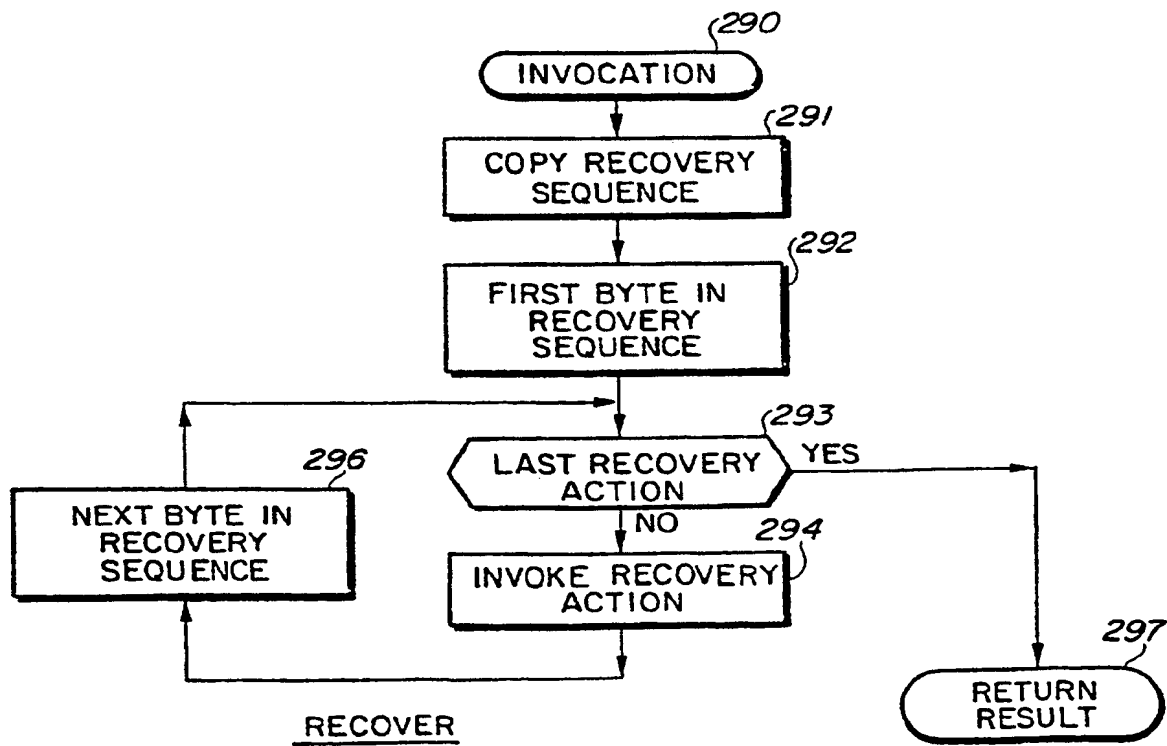 290
INVOCATION
291
COPY RECOVERY
SEQUENCE
292
FIRST BYTE IN
RECOVERY
SEQUENCE
293
LAST RECOVERY
ACTION
YES
NO
296
NEXT BYTE IN
RECOVERY
SEQUENCE
294
INVOKE RECOVERY
ACTION
297
RETURN
RESULT
RECOVER